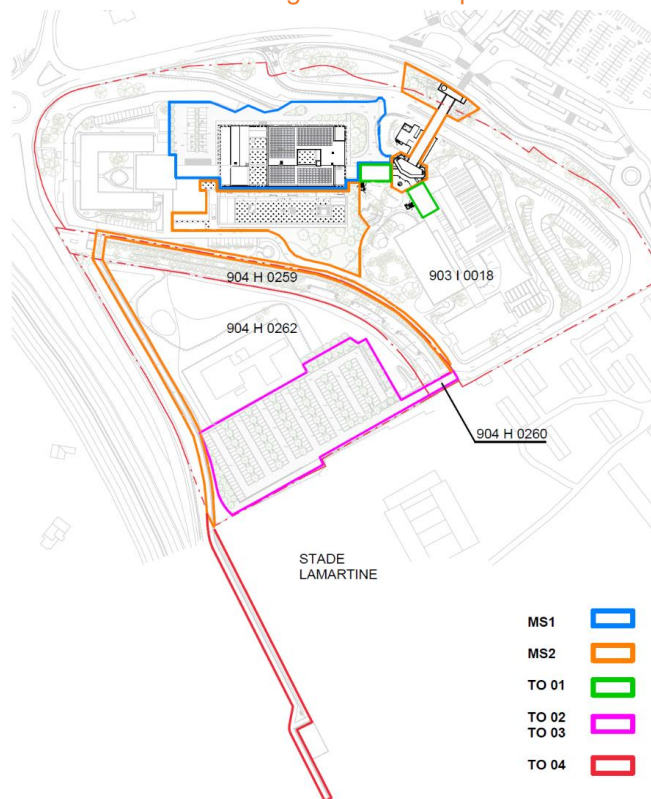 904 H 0259
903 I 0018
904 H 0262
904 H 0260
STADE
LAMARTINE
MS1
MS2
TO 01
TO 02
TO 03
TO 04